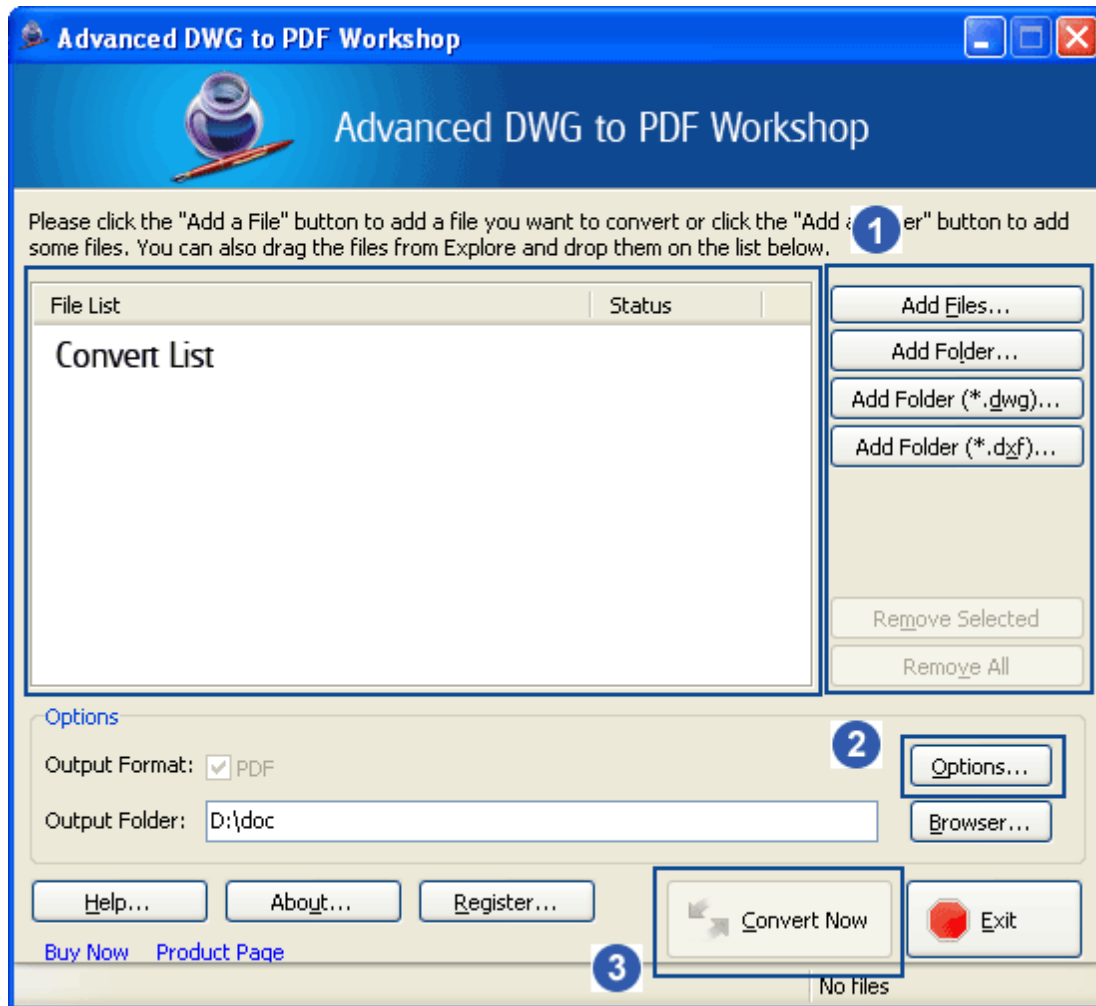 Advanced DWG to PDF Workshop
Advanced DWG to PDF Workshop
Please click the "Add a File" button to add a file you want to convert or click the "Add a er" button to add
some files. You can also drag the files from Explore and drop them on the list below.
1
File List Status
Convert List
Add Files...
Add Folder...
Add Folder (*.dwg)...
Add Folder (*.dxf)...
Remove Selected
Remove All
Options
Output Format: PDF
2
Options...
Output Folder: D:\doc
Browser...
Help... About... Register...
Convert Now
Exit
Buy Now Product Page
3
No files